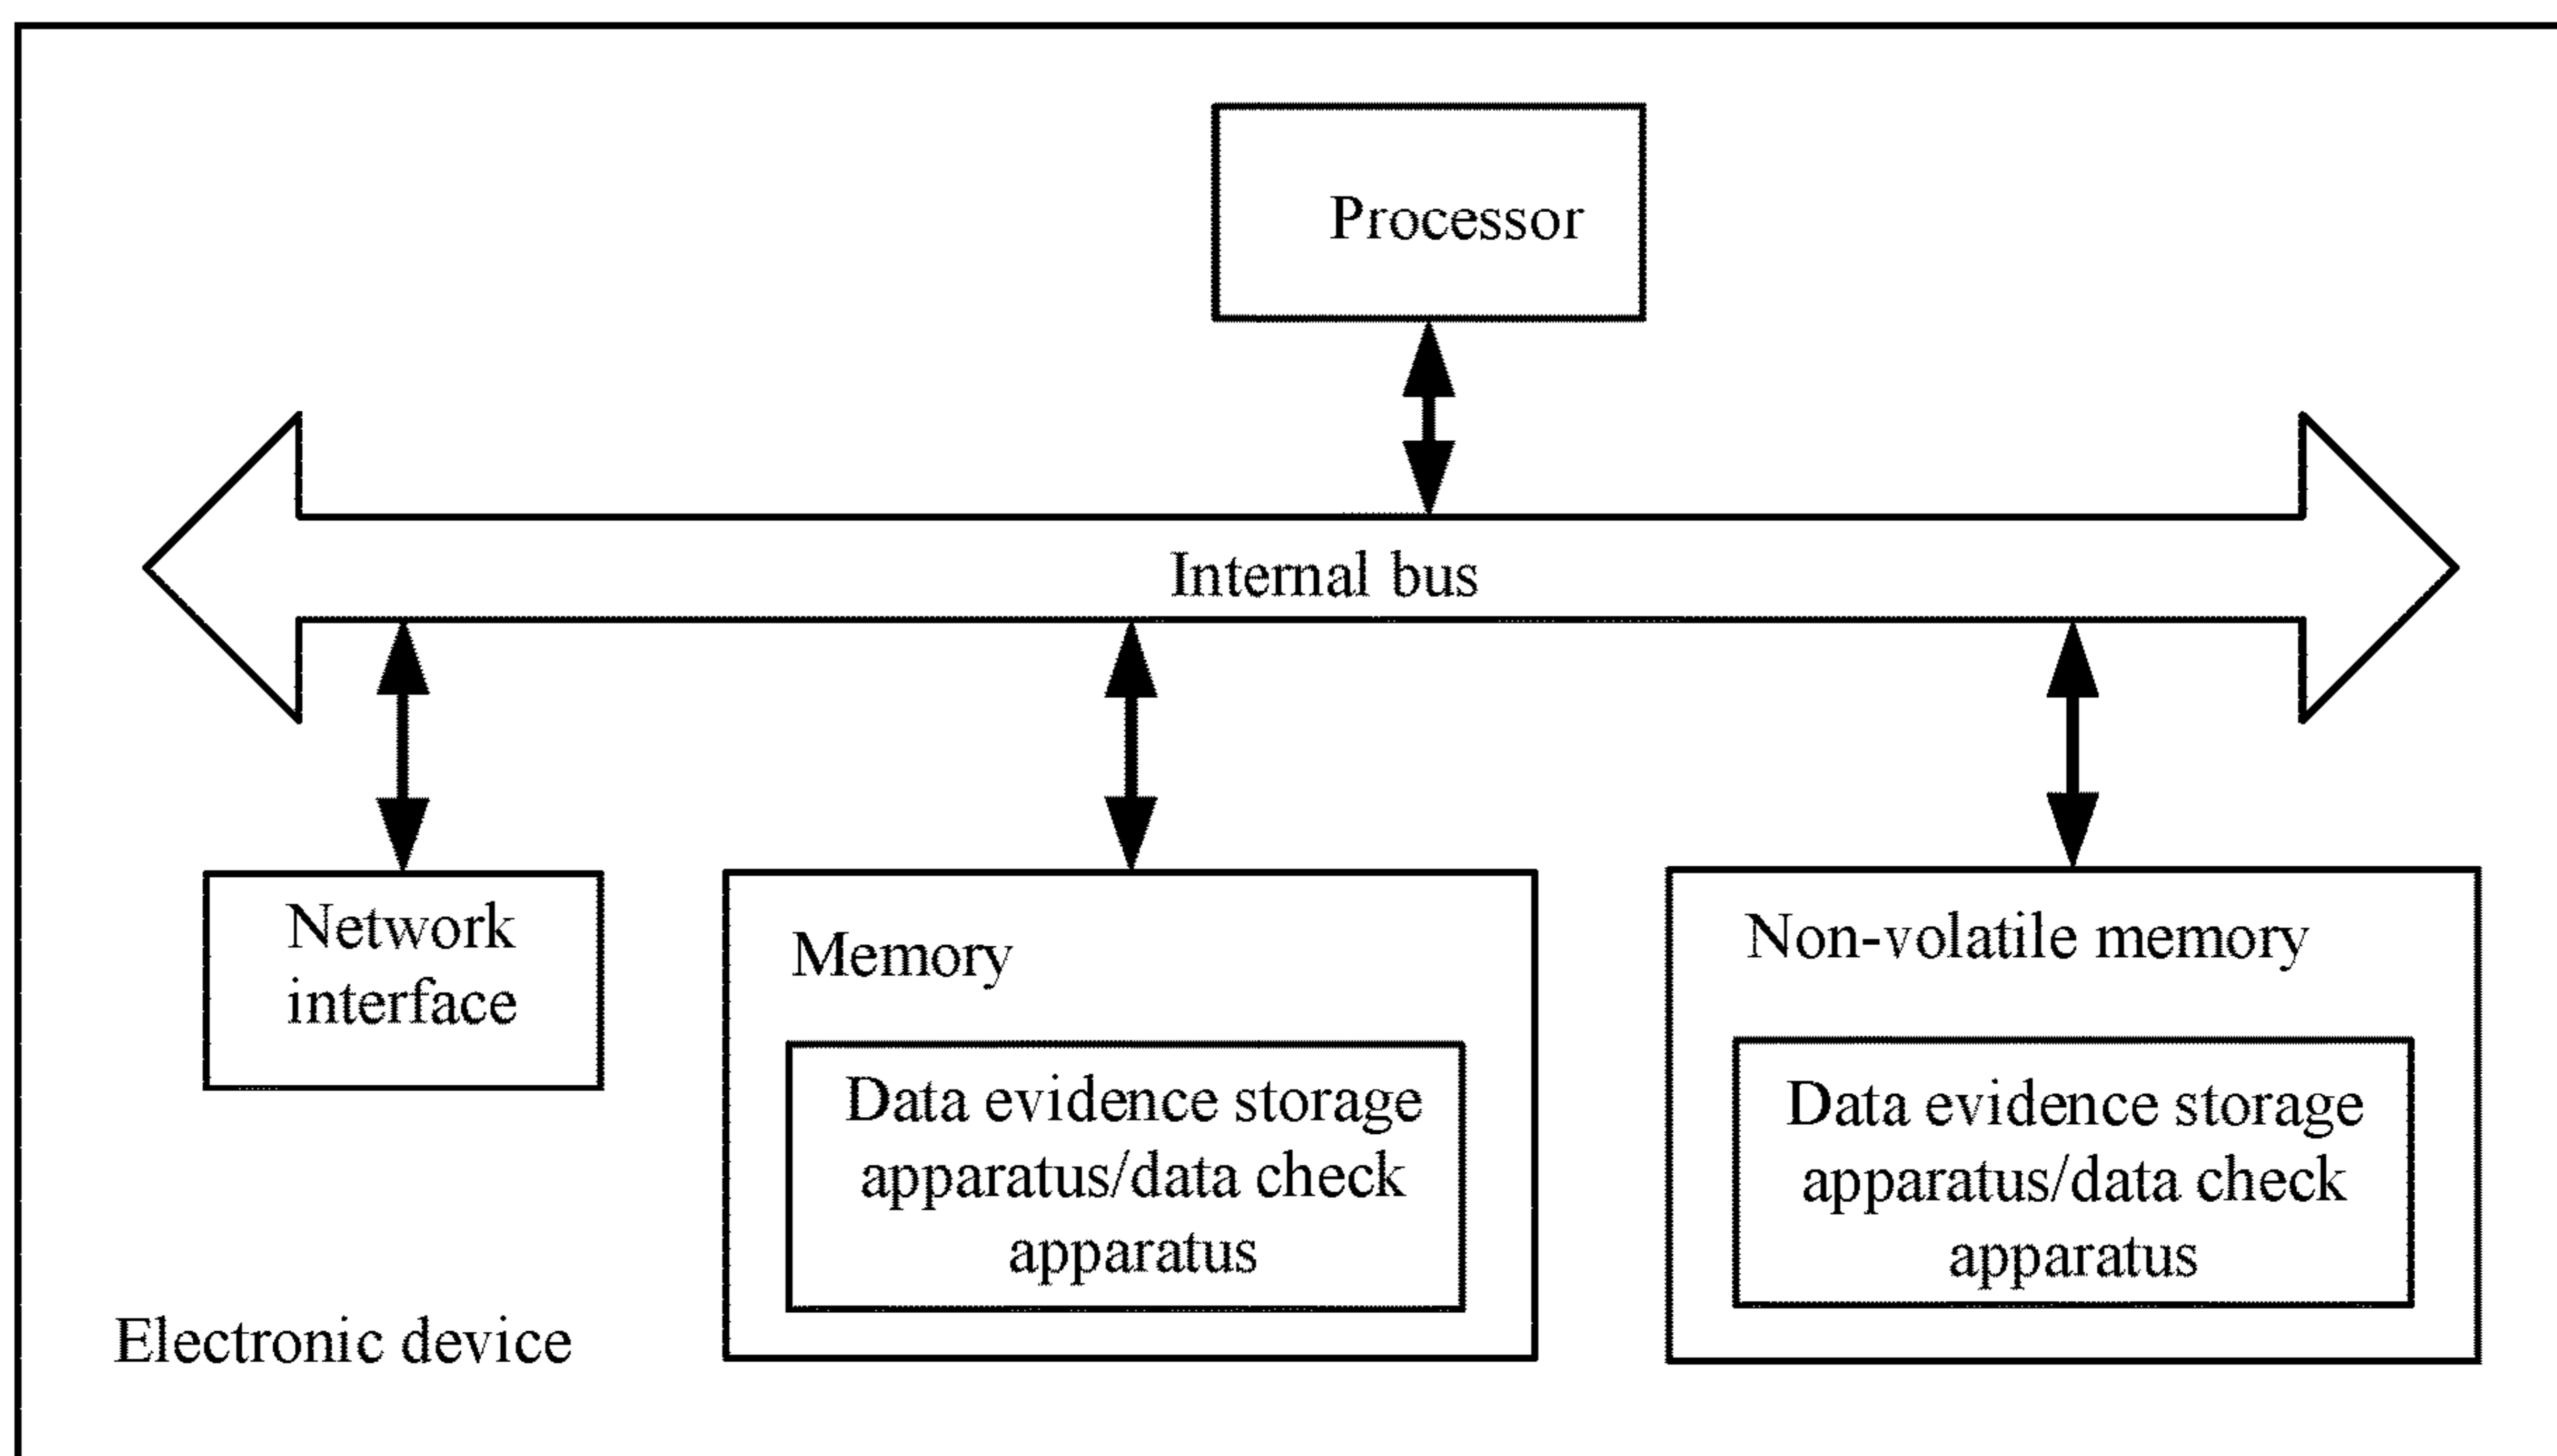 Processor
Internal bus
Network
interface
Memory
Data evidence storage
apparatus/data check
apparatus
Non-volatile memory
Data evidence storage
apparatus/data check
apparatus
Electronic device